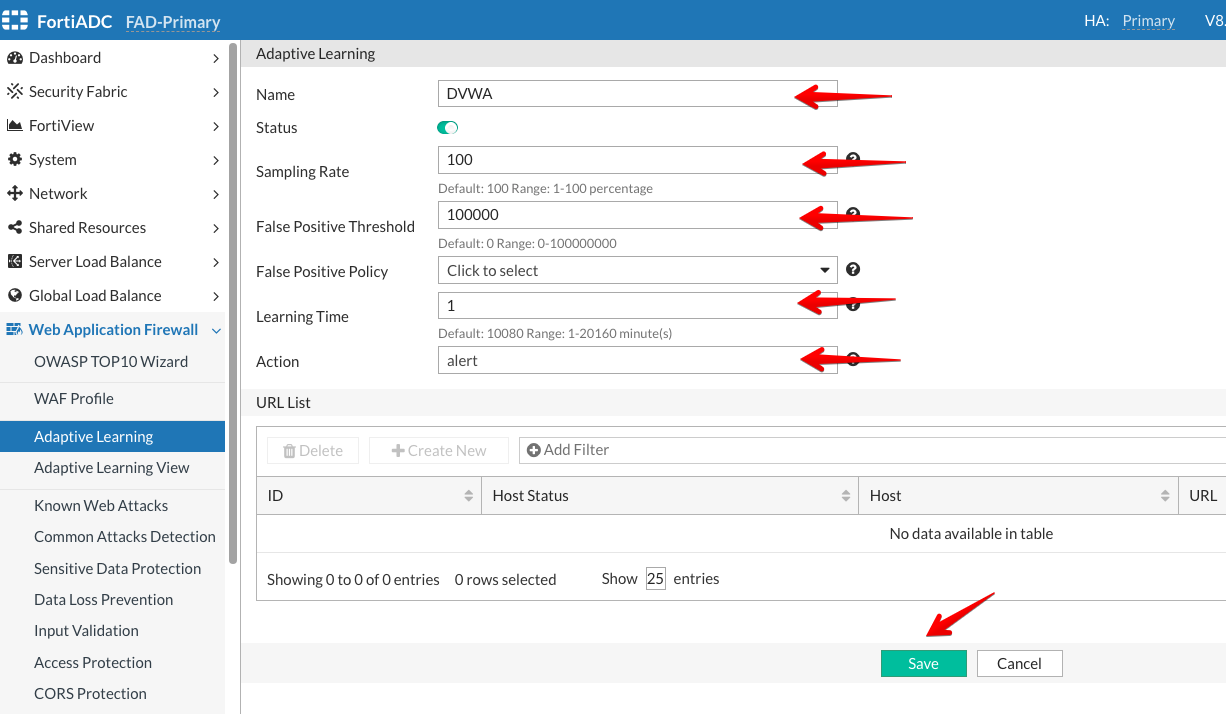 FortiADC FAD-Primary HA: Primary V8.
Dashboard
Security Fabric
FortiView
System
Network
Shared Resources
Server Load Balance
Global Load Balance
Web Application Firewall
OWASP TOP10 Wizard
WAF Profile
Adaptive Learning
Adaptive Learning View
Known Web Attacks
Common Attacks Detection
Sensitive Data Protection
Data Loss Prevention
Input Validation
Access Protection
CORS Protection
Adaptive Learning
Name DVWA
Status
Sampling Rate 100
Default: 100 Range: 1-100 percentage
False Positive Threshold 100000
Default: 0 Range: 0-100000000
False Positive Policy Click to select
Learning Time 1
Default: 10080 Range: 1-20160 minute(s)
Action alert
URL List
Delete Create New Add Filter
ID Host Status Host URL
No data available in table
Showing 0 to 0 of 0 entries 0 rows selected Show 25 entries
Save Cancel